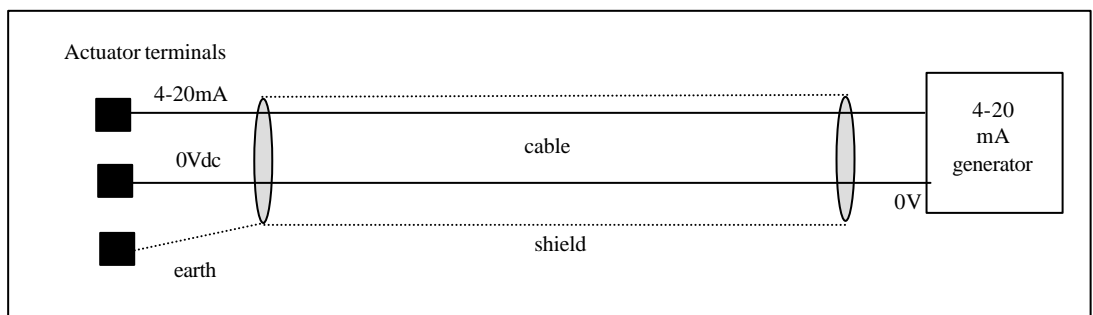 Actuator terminals
4-20mA
4-20
mA
generator
cable
0Vdc
0V
shield
earth